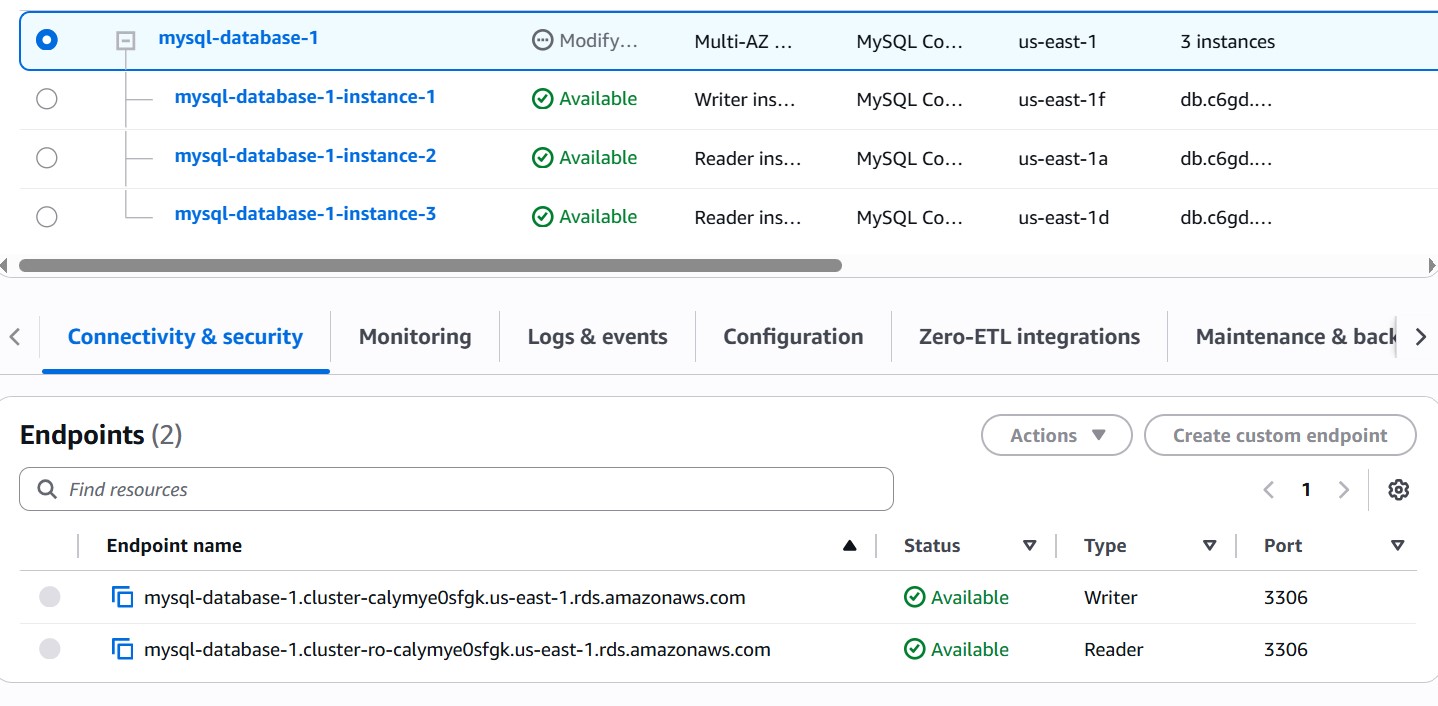 mysql-database-1 Modify… Multi-AZ … MySQL Co… us-east-1 3 instances
mysql-database-1-instance-1 Available Writer ins… MySQL Co… us-east-1f db.c6gd.…
mysql-database-1-instance-2 Available Reader ins… MySQL Co… us-east-1a db.c6gd.…
mysql-database-1-instance-3 Available Reader ins… MySQL Co… us-east-1d db.c6gd.…
Connectivity & security Monitoring Logs & events Configuration Zero-ETL integrations Maintenance & back
Endpoints (2) Actions Create custom endpoint
Find resources 1
Endpoint name Status Type Port
mysql-database-1.cluster-calymye0sfgk.us-east-1.rds.amazonaws.com Available Writer 3306
mysql-database-1.cluster-ro-calymye0sfgk.us-east-1.rds.amazonaws.com Available Reader 3306